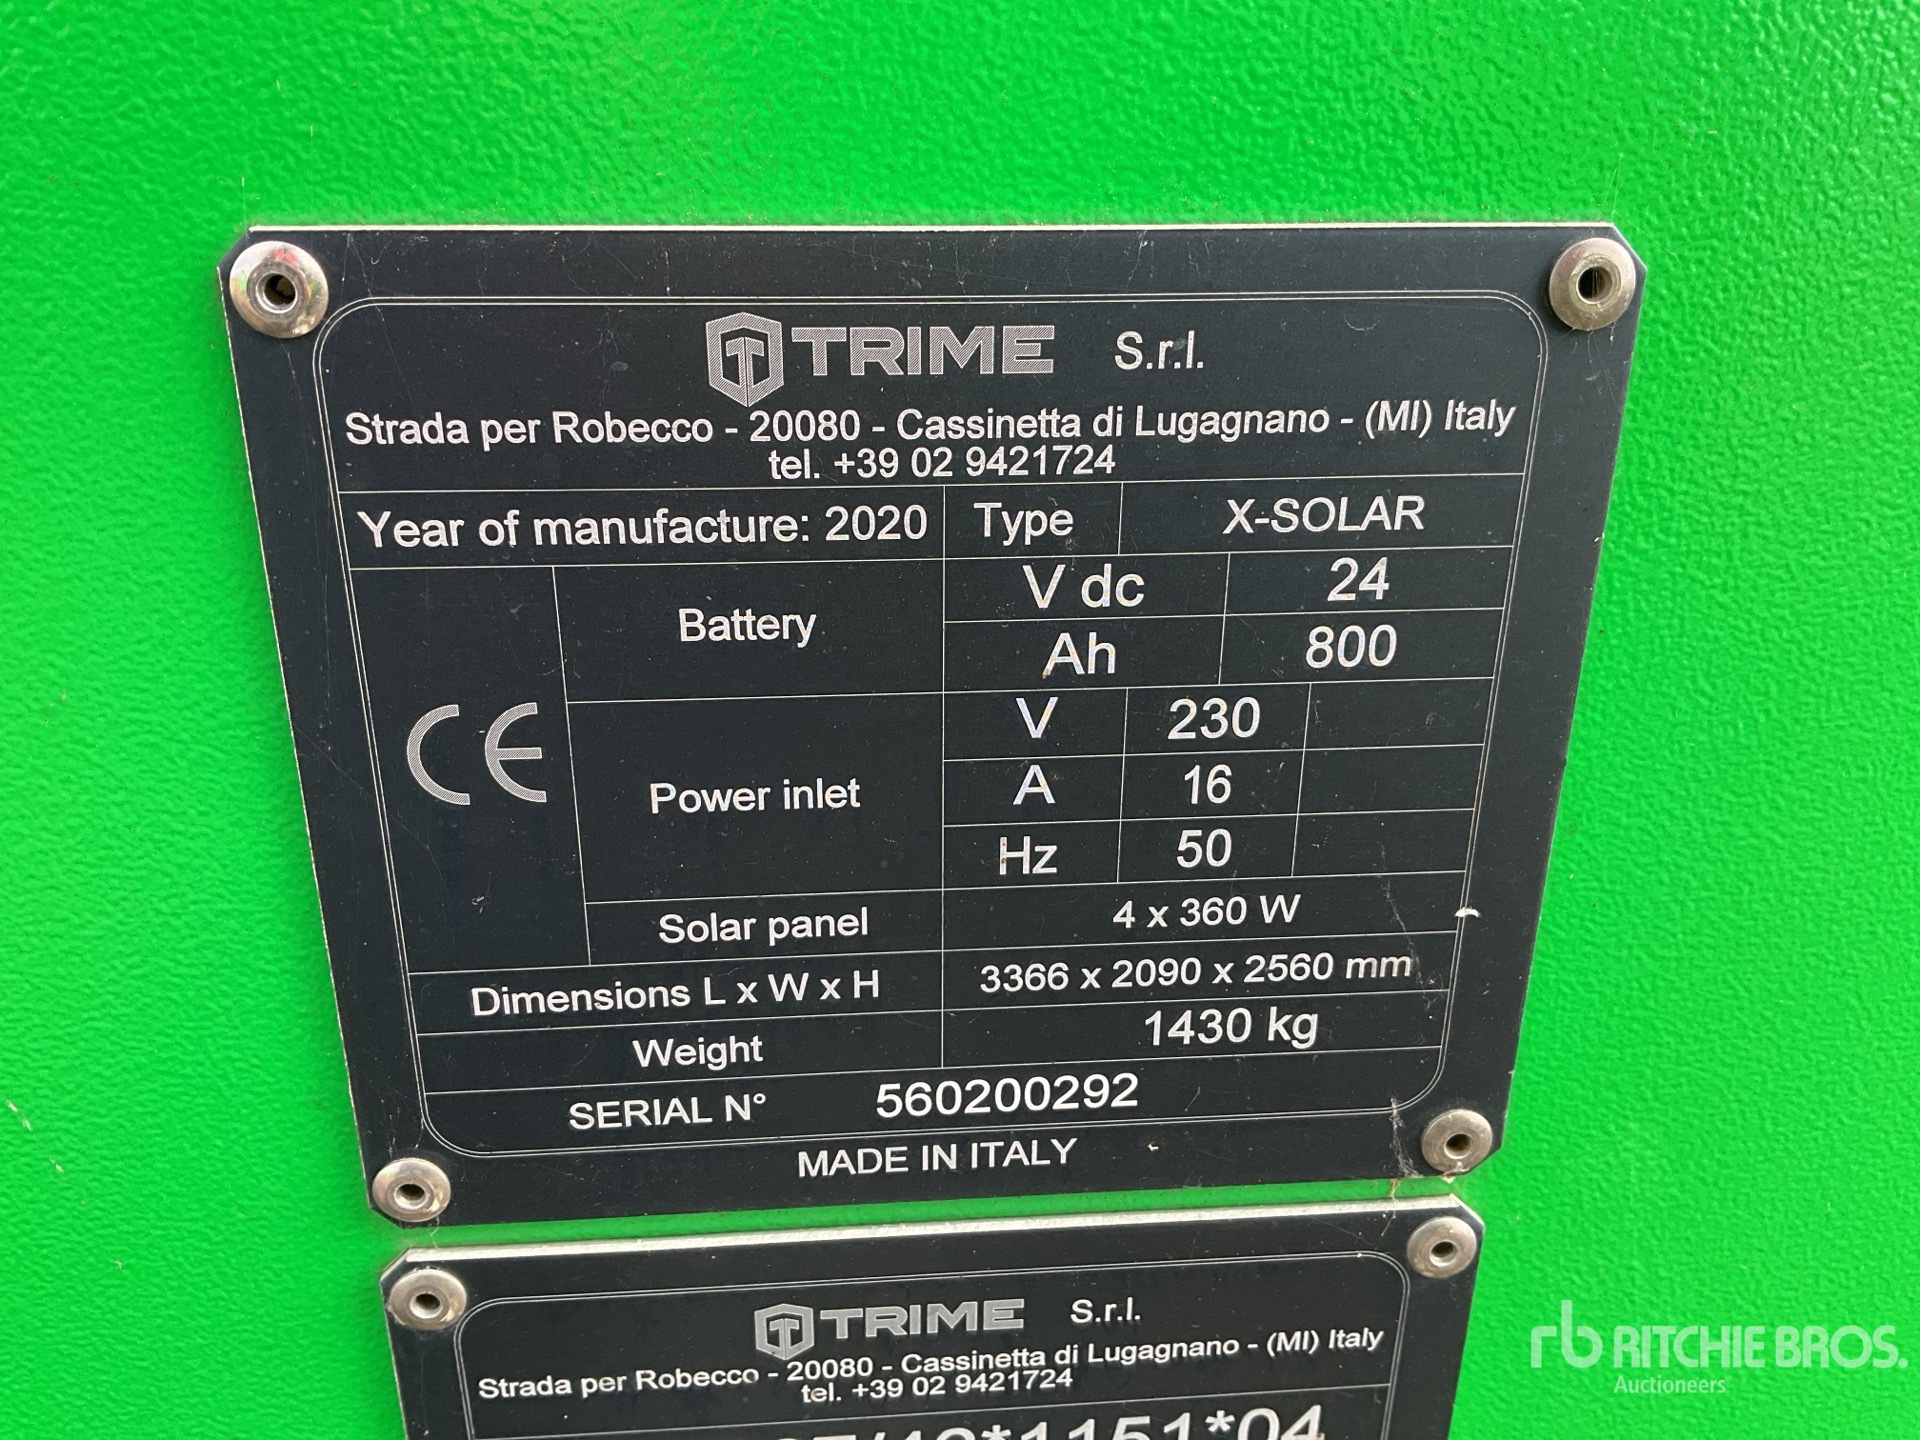 TRIME S.r.l.
Strada per Robecco - 20080 - Cassinetta di Lugagnano - (MI) Italy
tel. +39 02 9421724
Year of manufacture: 2020 Type X-SOLAR
Battery V dc 24
Ah 800
CE
Power inlet V 230
A 16
Hz 50
Solar panel 4 x 360 W
Dimensions L x W x H 3366 x 2090 x 2560 mm
Weight 1430 kg
SERIAL N° 560200292
MADE IN ITALY
TRIME S.r.l.
Strada per Robecco - 20080 - Cassinetta di Lugagnano - (MI) Italy
tel. +39 02 9421724
rb RITCHIE BROS.
Auctioneers